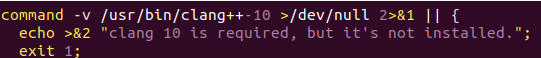 command -v /usr/bin/clang++-10 >/dev/null 2>&1 || {
  echo >&2 "clang 10 is required, but it's not installed.";
  exit 1;